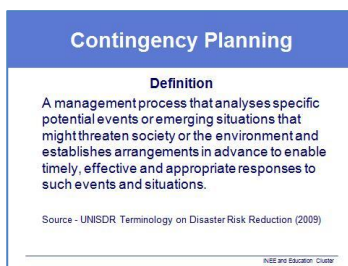 Contingency Planning
Definition
A management process that analyses specific
potential events or emerging situations that
might threaten society or the environment and
establishes arrangements in advance to enable
timely, effective and appropriate responses to
such events and situations.
Source - UNISDR Terminology on Disaster Risk Reduction (2009)
INEE and Education Cluster